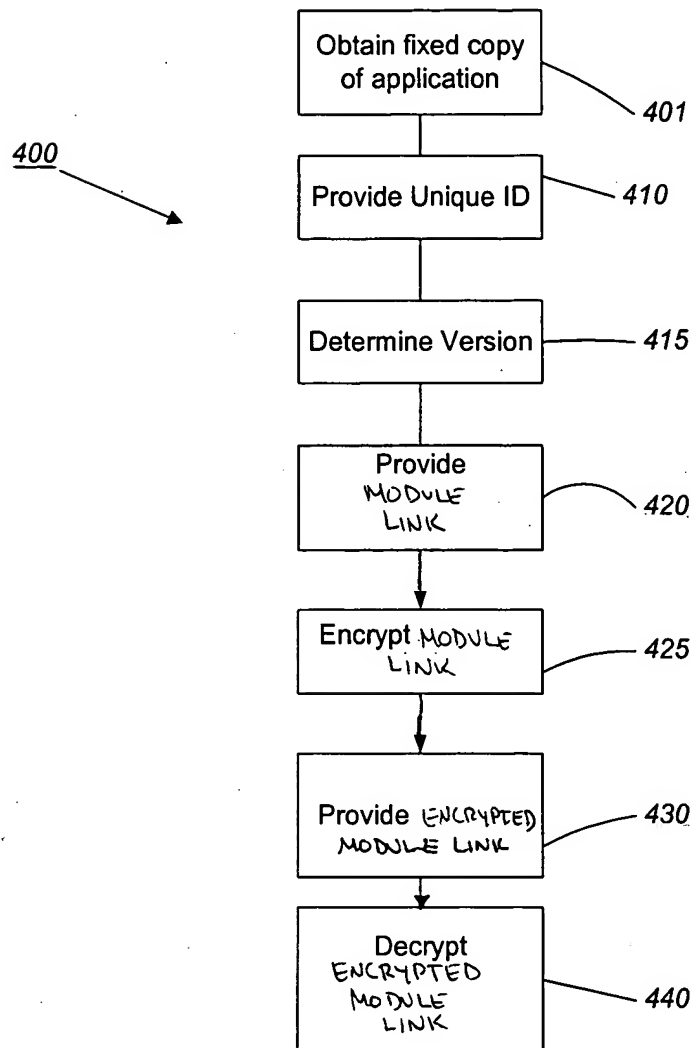 Obtain fixed copy
of application
401
400
Provide Unique ID
410
Determine Version
415
Provide
MODULE
LINK
420
Encrypt MODULE
LINK
425
Provide ENCRYPTED
MODULE LINK
430
Decrypt
ENCRYPTED
MODULE
LINK
440